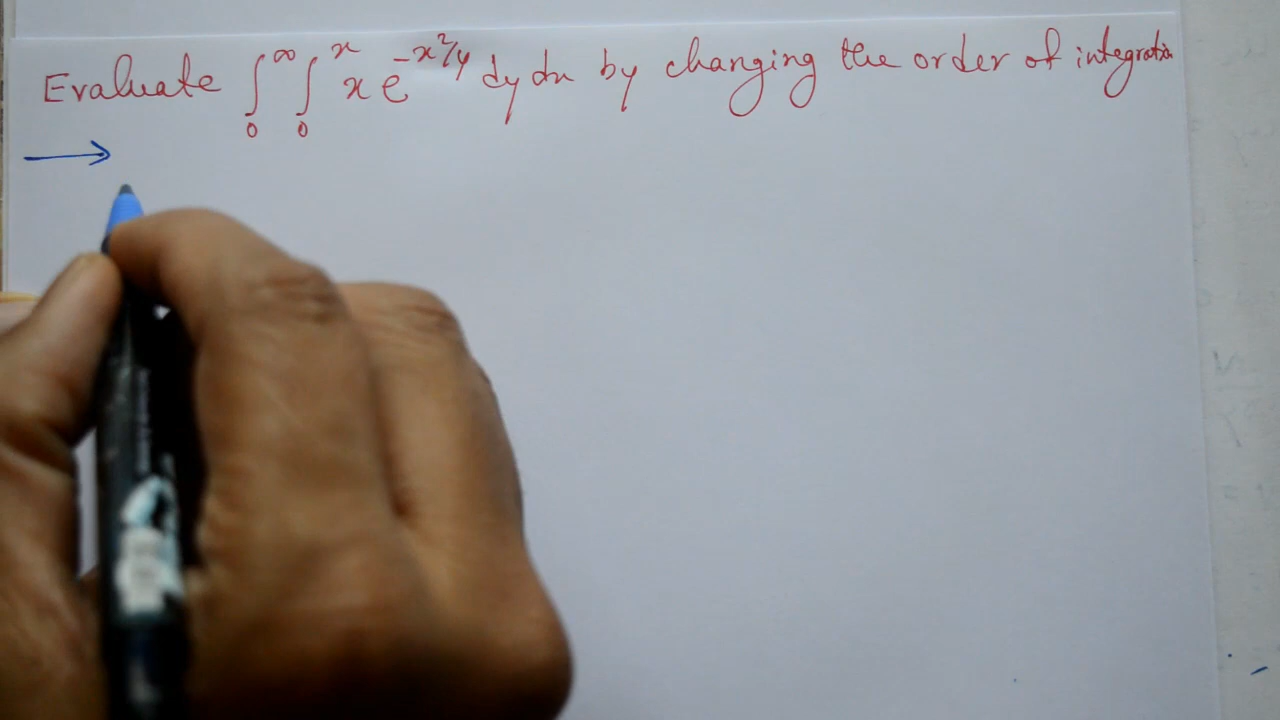 Evaluate ∫₀^∞ ∫₀^x x e^{-x²/y} dy dx by changing the order of integration